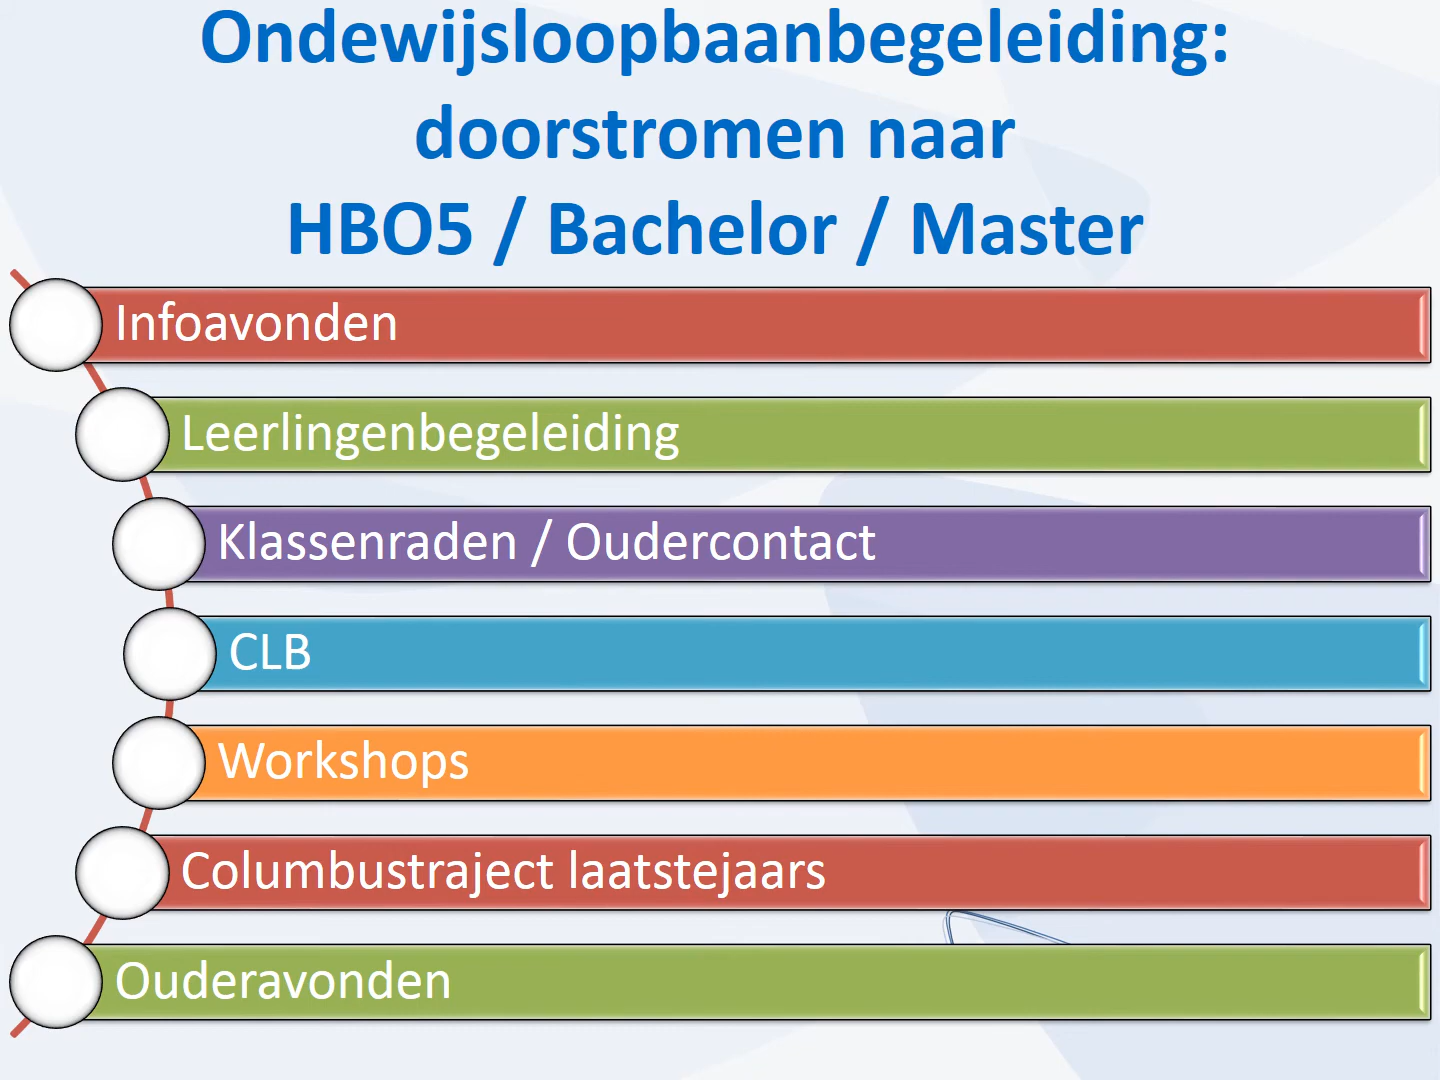 Ondewijsloopbaanbegeleiding:
doorstromen naar
HBO5 / Bachelor / Master
Infoavonden
Leerlingenbegeleiding
Klassenraden / Oudercontact
CLB
Workshops
Columbustraject laatstejaars
Ouderavonden